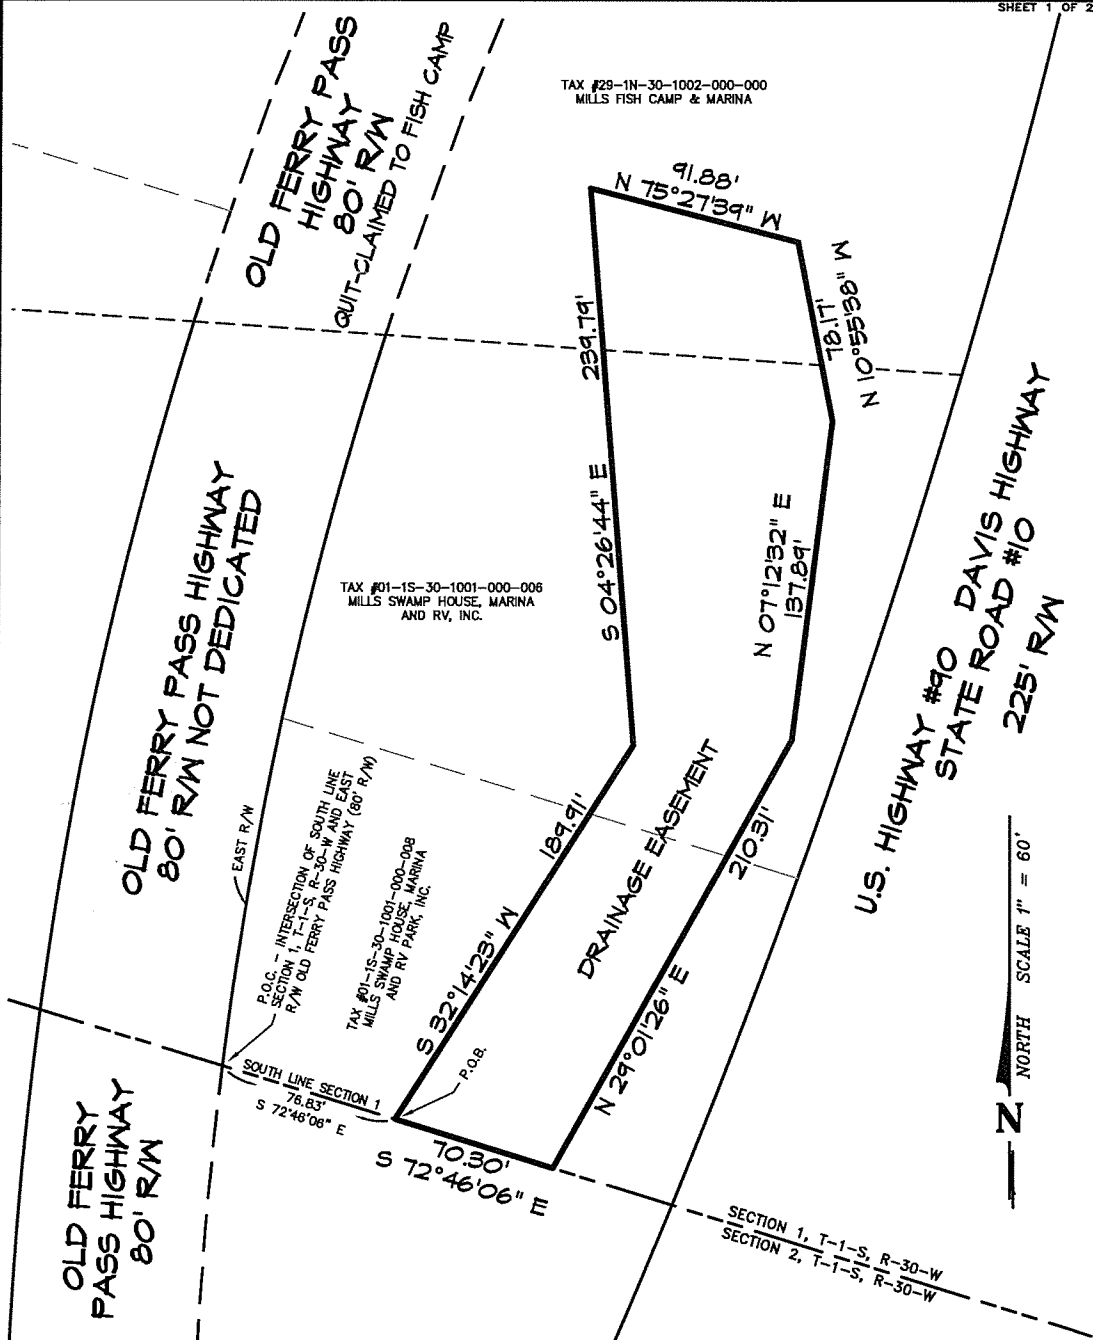 SHEET 1 OF 2
OLD FERRY PASS
HIGHWAY
80' R/W
QUIT-CLAIMED TO FISH CAMP
TAX #29-1N-30-1002-000-000
MILLS FISH CAMP & MARINA
91.88'
N 75°27'39" W
78.17'
N 10°55'38" W
239.79'
S 04°26'44" E
N 07°12'32" E
137.89'
OLD FERRY PASS HIGHWAY
80' R/W NOT DEDICATED
TAX #01-1S-30-1001-000-006
MILLS SWAMP HOUSE, MARINA
AND RV, INC.
U.S. HIGHWAY #90 DAVIS HIGHWAY
STATE ROAD #10
225' R/W
EAST R/W
P.O.C. - INTERSECTION OF SOUTH LINE
SECTION 1, T-1-S, R-30-W AND EAST
R/W OLD FERRY PASS HIGHWAY (80' R/W)
TAX #01-1S-30-1001-000-008
MILLS SWAMP HOUSE, MARINA
AND RV PARK, INC.
189.91'
S 32°14'23" W
DRAINAGE EASEMENT
210.31'
N 29°01'26" E
P.O.B.
SOUTH LINE SECTION 1
76.83'
S 72°46'06" E
70.30'
S 72°46'06" E
NORTH SCALE 1" = 60'
N
OLD FERRY
PASS HIGHWAY
80' R/W
SECTION 1, T-1-S, R-30-W
SECTION 2, T-1-S, R-30-W